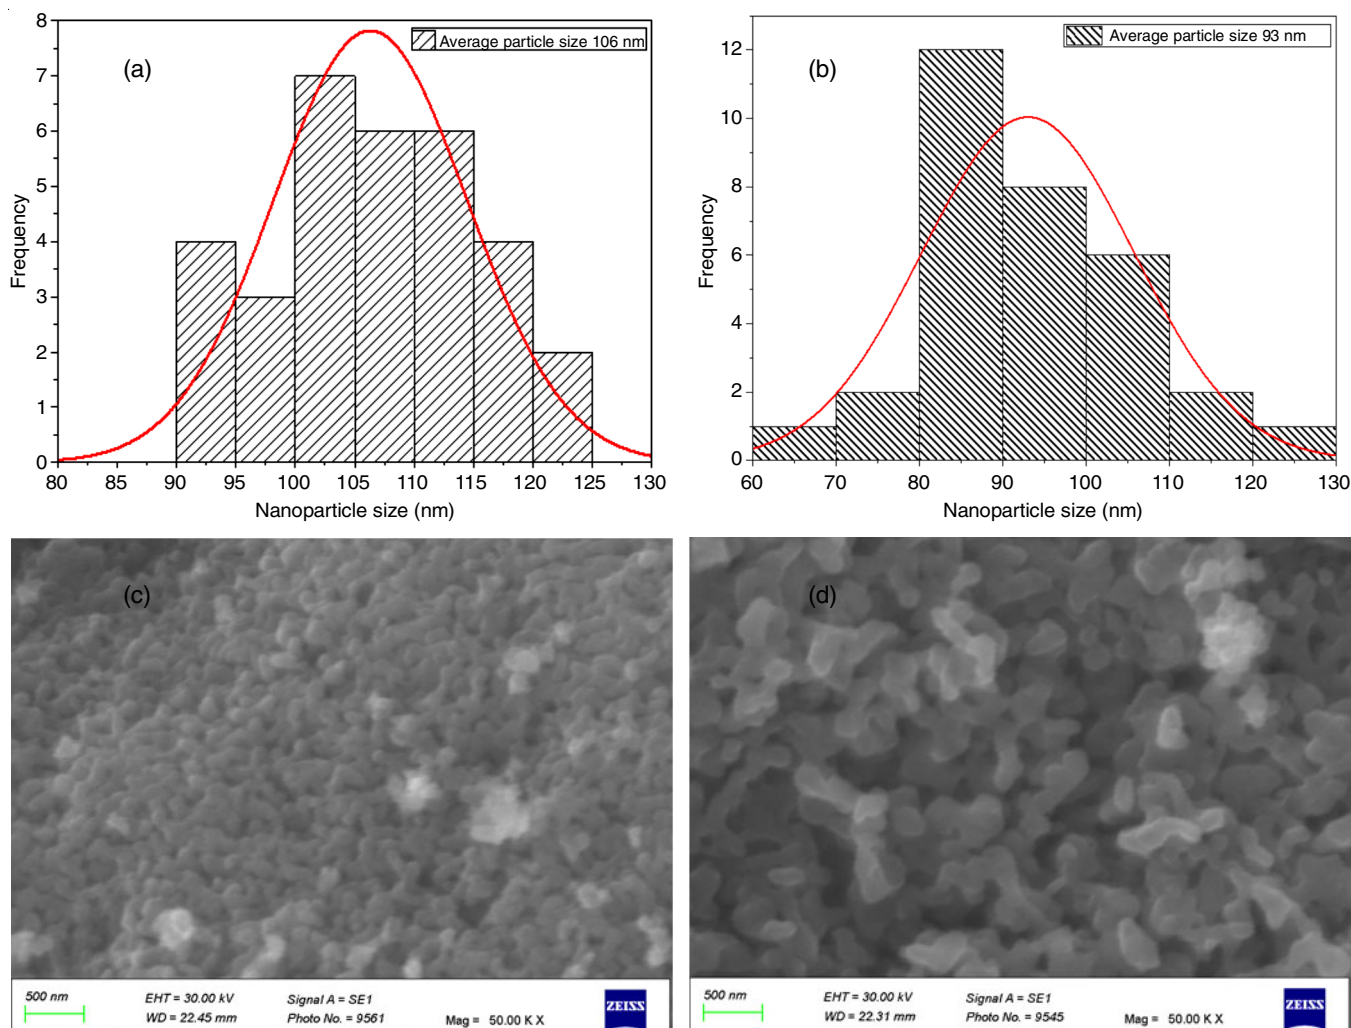 8
7
6
5
4
3
2
1
0
Frequency
(a)
Average particle size 106 nm
80 85 90 95 100 105 110 115 120 125 130
Nanoparticle size (nm)
12
10
8
6
4
2
0
Frequency
(b)
Average particle size 93 nm
60 70 80 90 100 110 120 130
Nanoparticle size (nm)
(c)
500 nm
EHT = 30.00 kV
WD = 22.45 mm
Signal A = SE1
Photo No. = 9561
Mag = 50.00 K X
ZEISS
(d)
500 nm
EHT = 30.00 kV
WD = 22.31 mm
Signal A = SE1
Photo No. = 9545
Mag = 50.00 K X
ZEISS